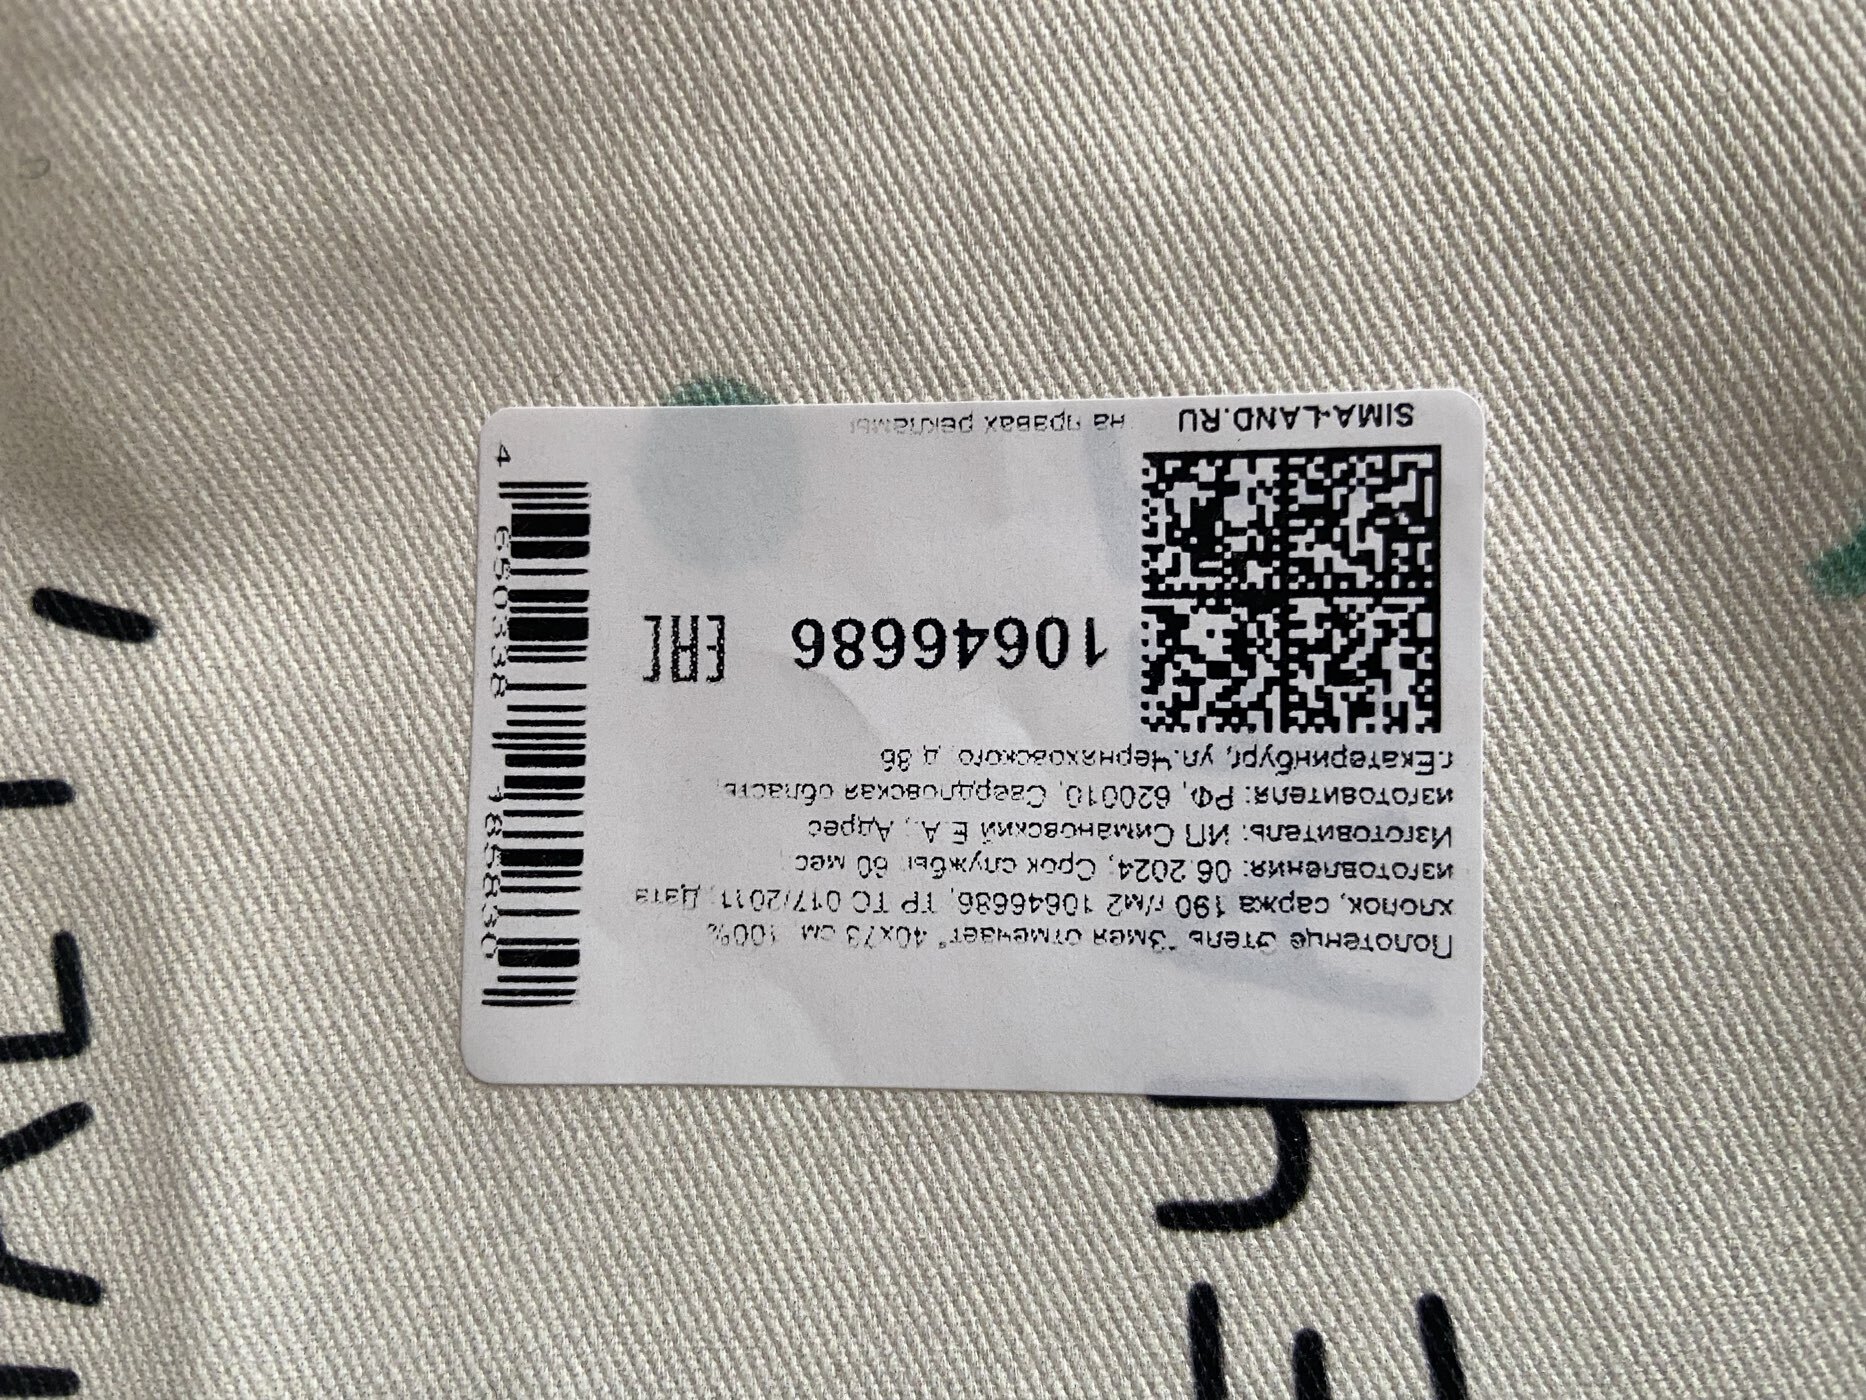 Полотенце Этель "Змея отмечает" 40х73 см, 100%
хлопок, саржа 190 г/м2 10646686, ТР ТС 017/2011, Дата
изготовления: 06.2024, Срок службы: 60 мес.
Изготовитель: ИП Симановский Е.А., Адрес
изготовителя: РФ, 620010, Свердловская область,
г.Екатеринбург, ул.Черняховского, д.86
10646686
EAC
SIMA-LAND.RU
на правах рекламы
4 650338 485830